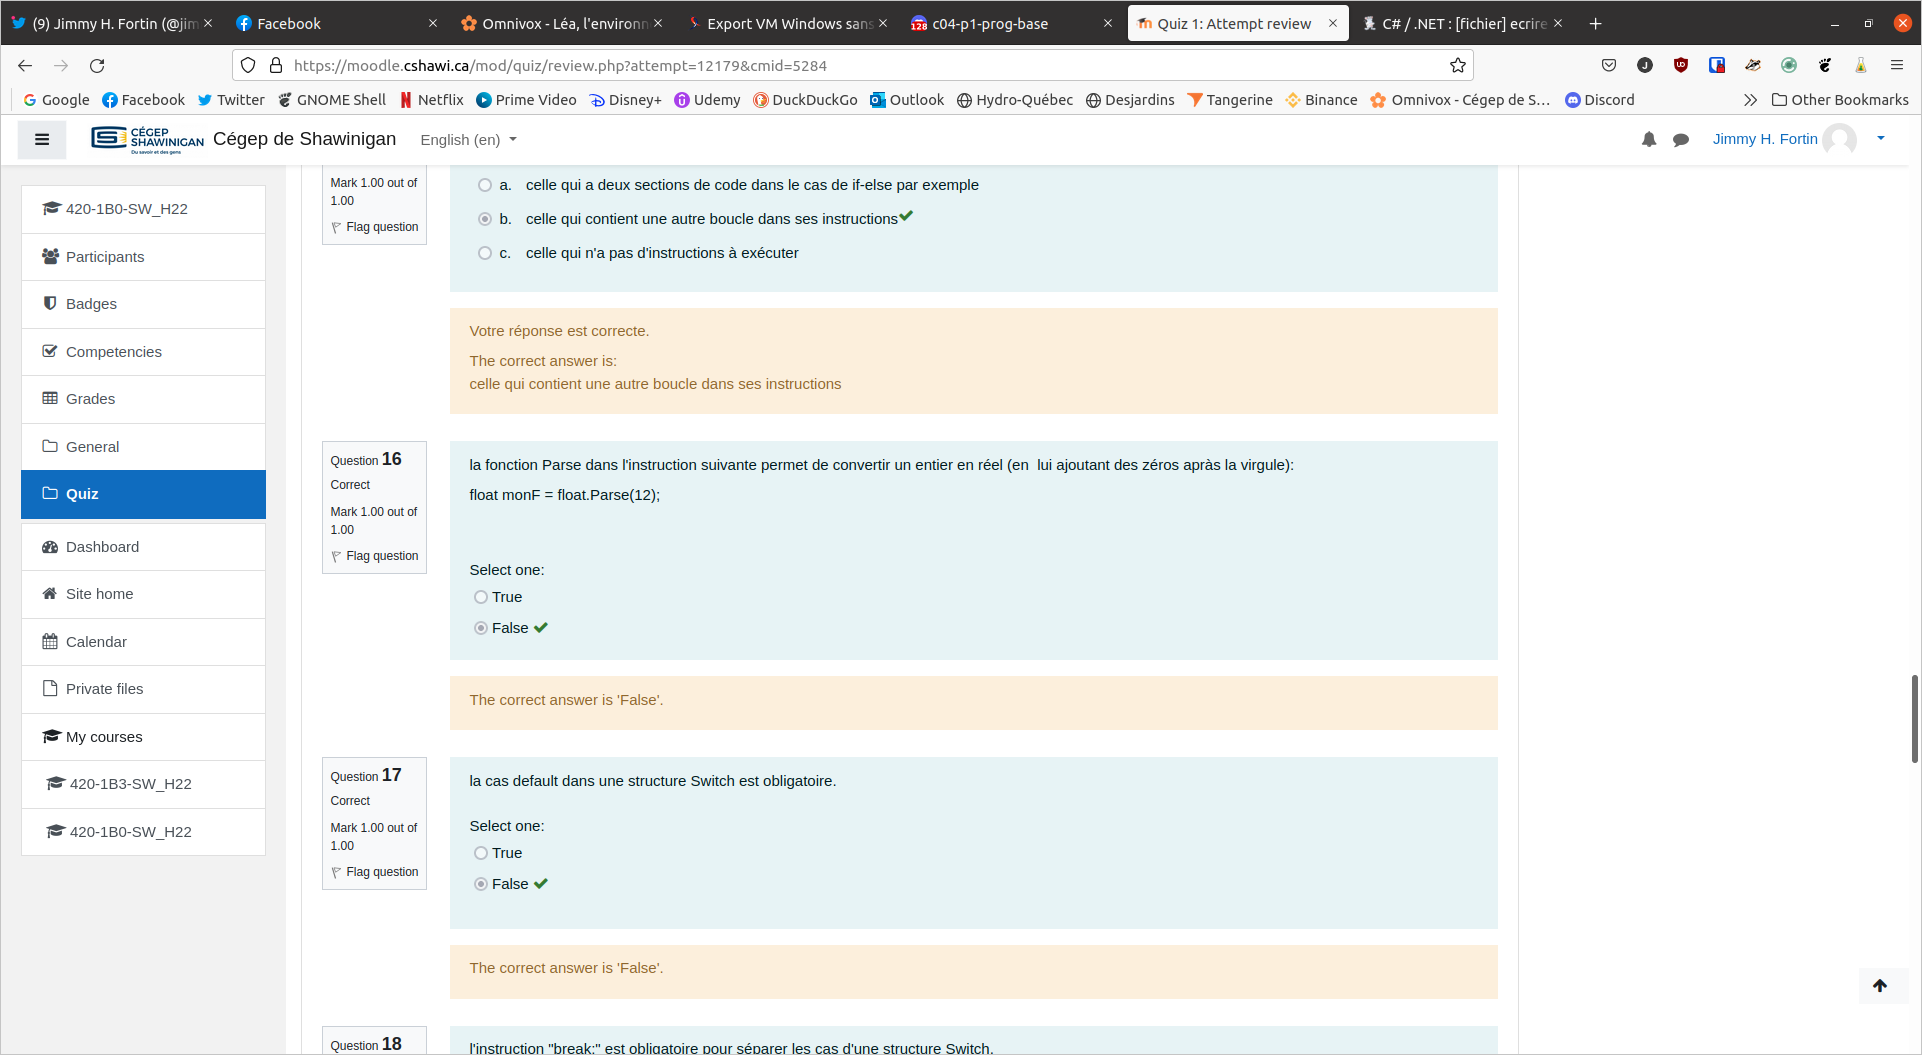 (9) Jimmy H. Fortin (@jim
Facebook
Omnivox - Léa, l'environn
Export VM Windows sans
c04-p1-prog-base
Quiz 1: Attempt review
C# / .NET : [fichier] ecrire
https://moodle.cshawi.ca/mod/quiz/review.php?attempt=12179&cmid=5284
Google
Facebook
Twitter
GNOME Shell
Netflix
Prime Video
Disney+
Udemy
DuckDuckGo
Outlook
Hydro-Québec
Desjardins
Tangerine
Binance
Omnivox - Cégep de S…
Discord
Other Bookmarks
CÉGEP
SHAWINIGAN
Du savoir et des gens
Cégep de Shawinigan
English (en)
Jimmy H. Fortin
420-1B0-SW_H22
Participants
Badges
Competencies
Grades
General
Quiz
Dashboard
Site home
Calendar
Private files
My courses
420-1B3-SW_H22
420-1B0-SW_H22
Mark 1.00 out of
1.00
Flag question
a. celle qui a deux sections de code dans le cas de if-else par exemple
b. celle qui contient une autre boucle dans ses instructions
c. celle qui n'a pas d'instructions à exécuter
Votre réponse est correcte.
The correct answer is:
celle qui contient une autre boucle dans ses instructions
Question 16
Correct
Mark 1.00 out of
1.00
Flag question
la fonction Parse dans l'instruction suivante permet de convertir un entier en réel (en  lui ajoutant des zéros apràs la virgule):
float monF = float.Parse(12);
Select one:
True
False
The correct answer is 'False'.
Question 17
Correct
Mark 1.00 out of
1.00
Flag question
la cas default dans une structure Switch est obligatoire.
Select one:
True
False
The correct answer is 'False'.
Question 18
l'instruction "break;" est obligatoire pour séparer les cas d'une structure Switch.